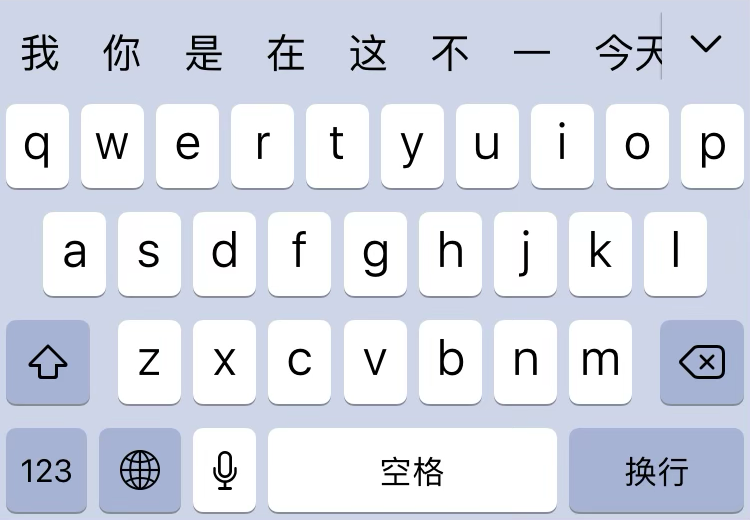 我 你 是 在 这 不 一 今天
q w e r t y u i o p
a s d f g h j k l
z x c v b n m
123 空格 换行